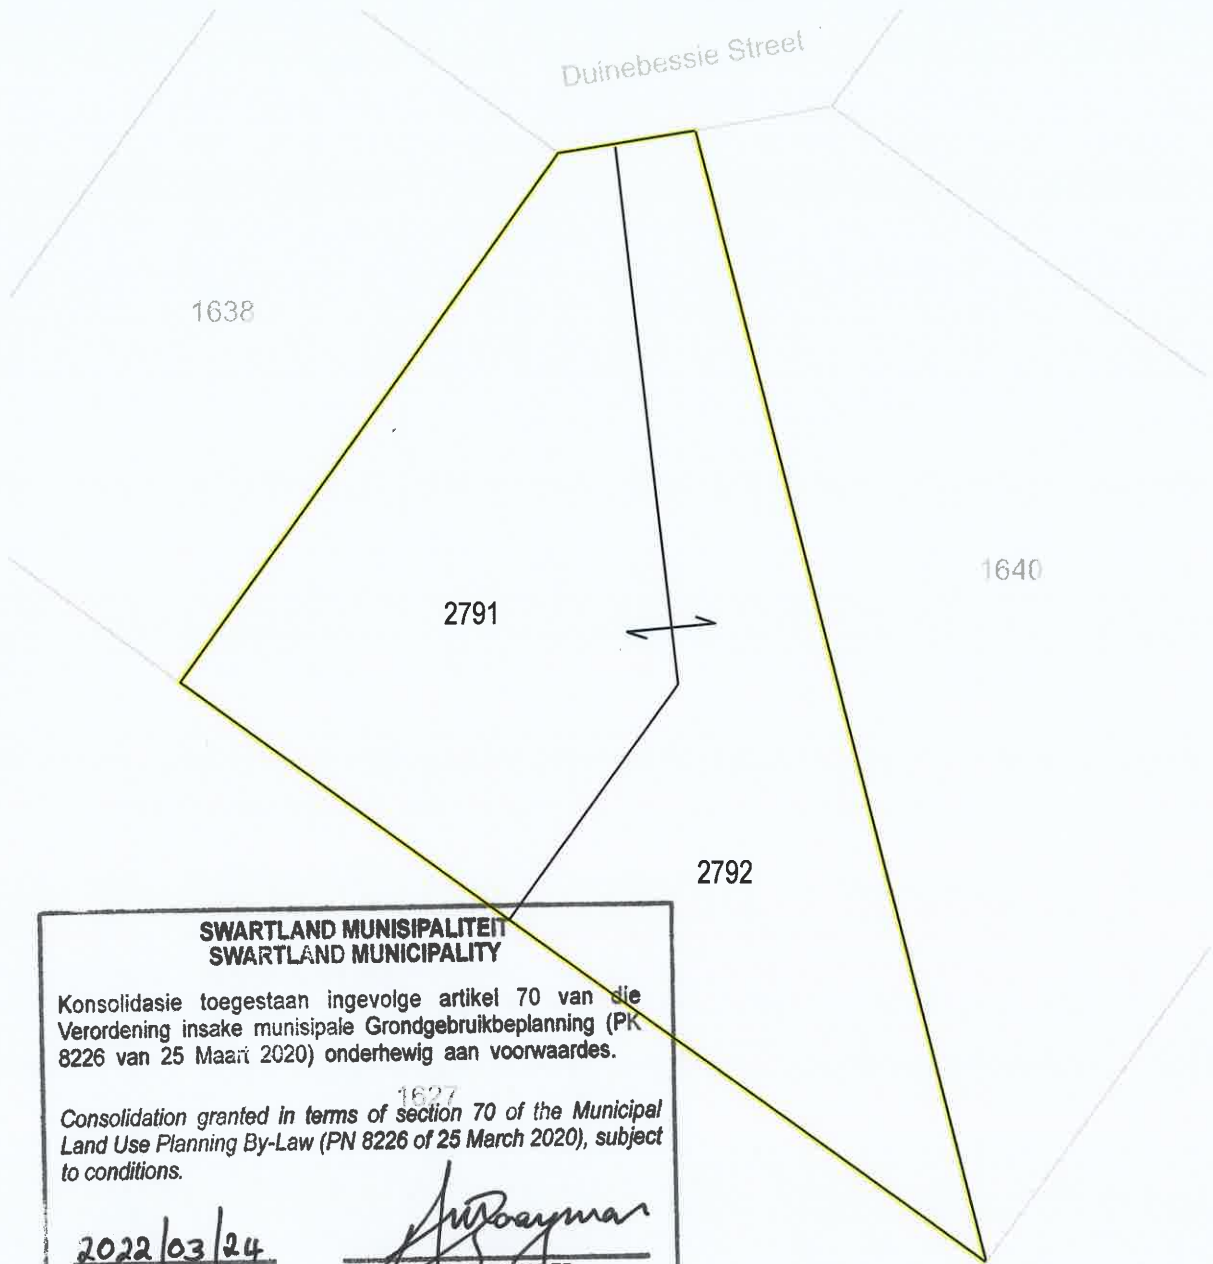 Duinebessie Street
1638
1640
2791
2792
SWARTLAND MUNISIPALITEIT
SWARTLAND MUNICIPALITY
Konsolidasie toegestaan ingevolge artikel 70 van die
Verordening insake munisipale Grondgebruikbeplanning (PK
8226 van 25 Maart 2020) onderhewig aan voorwaardes.
1627
Consolidation granted in terms of section 70 of the Municipal
Land Use Planning By-Law (PN 8226 of 25 March 2020), subject
to conditions.
2022/03/24